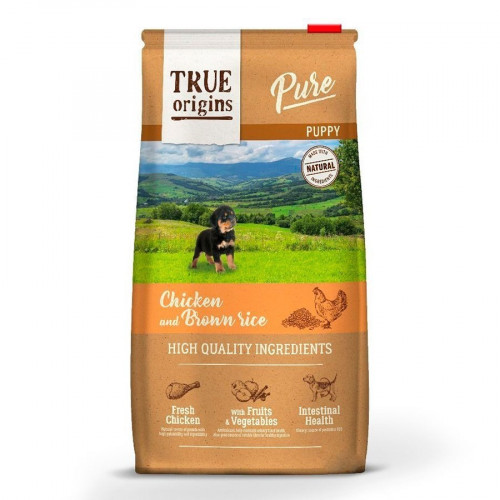 TRUE
origins
Pure
PUPPY
MADE WITH
NATURAL
INGREDIENTS
Chicken
and Brown rice
HIGH QUALITY INGREDIENTS
Fresh
Chicken
With Fruits
& Vegetables
Intestinal
Health